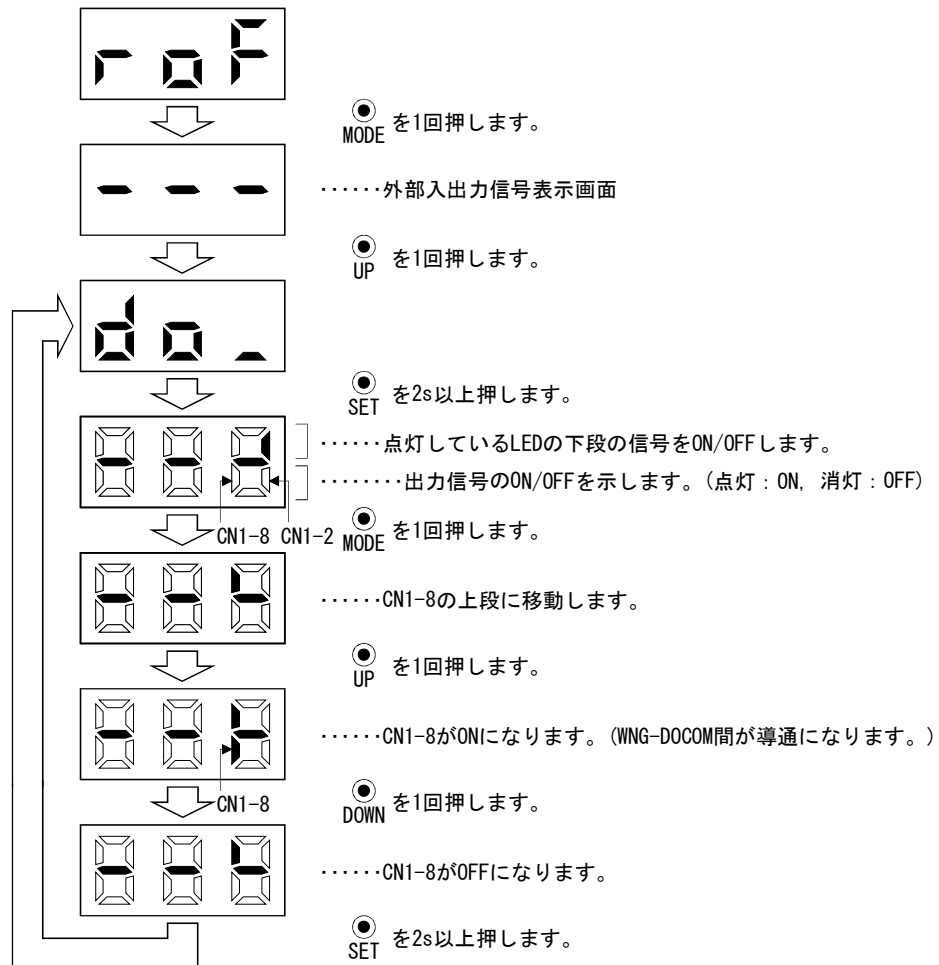 roF
MODE を1回押します。
---
······外部入出力信号表示画面
UP を1回押します。
do_
SET を2s以上押します。
······点灯しているLEDの下段の信号をON/OFFします。
········出力信号のON/OFFを示します。(点灯：ON, 消灯：OFF)
CN1-8 CN1-2 MODE を1回押します。
······CN1-8の上段に移動します。
UP を1回押します。
······CN1-8がONになります。(WNG-DOCOM間が導通になります。)
CN1-8
DOWN を1回押します。
······CN1-8がOFFになります。
SET を2s以上押します。